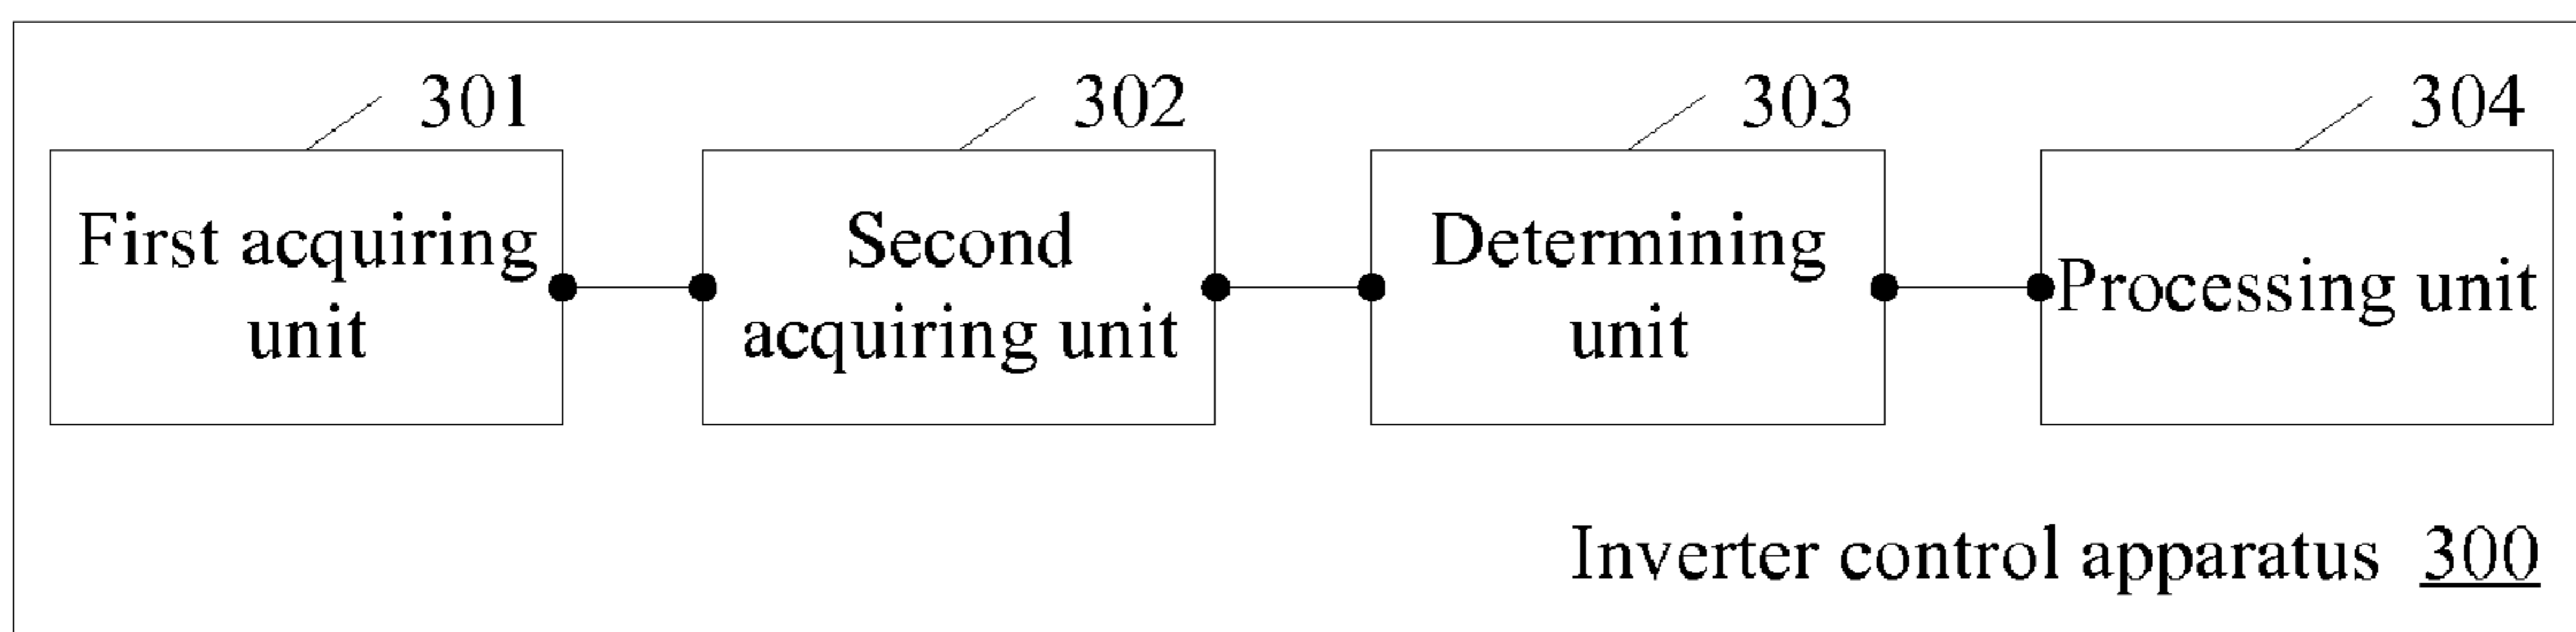 301
302
303
304
First acquiring
unit
Second
acquiring unit
Determining
unit
Processing unit
Inverter control apparatus 300